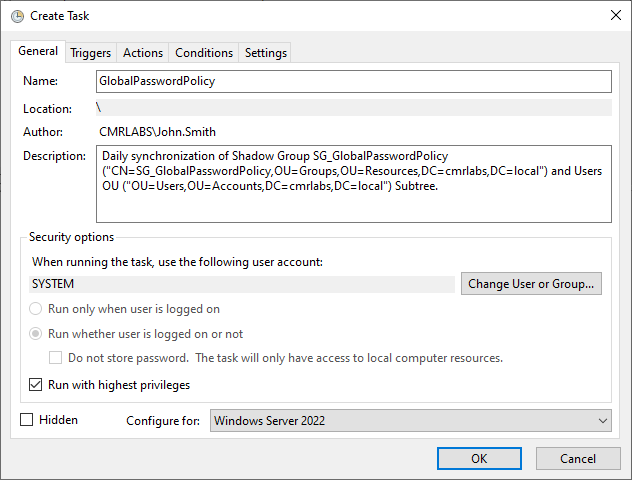 Create Task
General Triggers Actions Conditions Settings
Name: GlobalPasswordPolicy
Location: \
Author: CMRLABS\John.Smith
Description: Daily synchronization of Shadow Group SG_GlobalPasswordPolicy
("CN=SG_GlobalPasswordPolicy,OU=Groups,OU=Resources,DC=cmrlabs,DC=local") and Users
OU ("OU=Users,OU=Accounts,DC=cmrlabs,DC=local") Subtree.
Security options
When running the task, use the following user account:
SYSTEM Change User or Group...
Run only when user is logged on
Run whether user is logged on or not
Do not store password. The task will only have access to local computer resources.
Run with highest privileges
Hidden Configure for: Windows Server 2022
OK Cancel